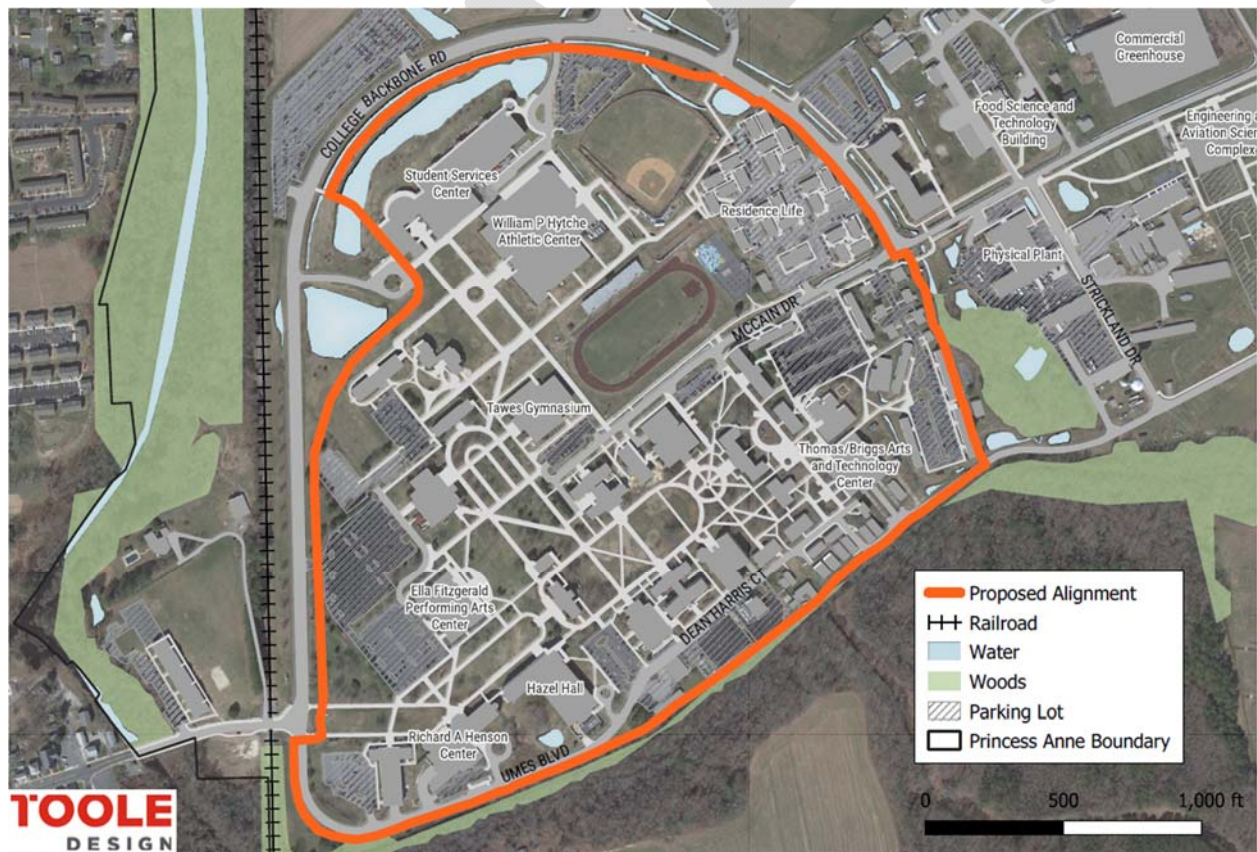 COLLEGE BACKBONE RD
Commercial
Greenhouse
Food Science and
Technology
Building
Engineering a
Aviation Scien
Complex
Student Services
Center
William P Hytche
Athletic Center
Residence Life
Physical Plant
STRICKLAND DR
MCCAIN DR
Tawes Gymnasium
Thomas/Briggs Arts
and Technology
Center
Ella Fitzgerald
Performing Arts
Center
DEAN HARRIS CT
Hazel Hall
Richard A Henson
Center
UMES BLVD
Proposed Alignment
Railroad
Water
Woods
Parking Lot
Princess Anne Boundary
0 500 1,000 ft
TOOLE
DESIGN